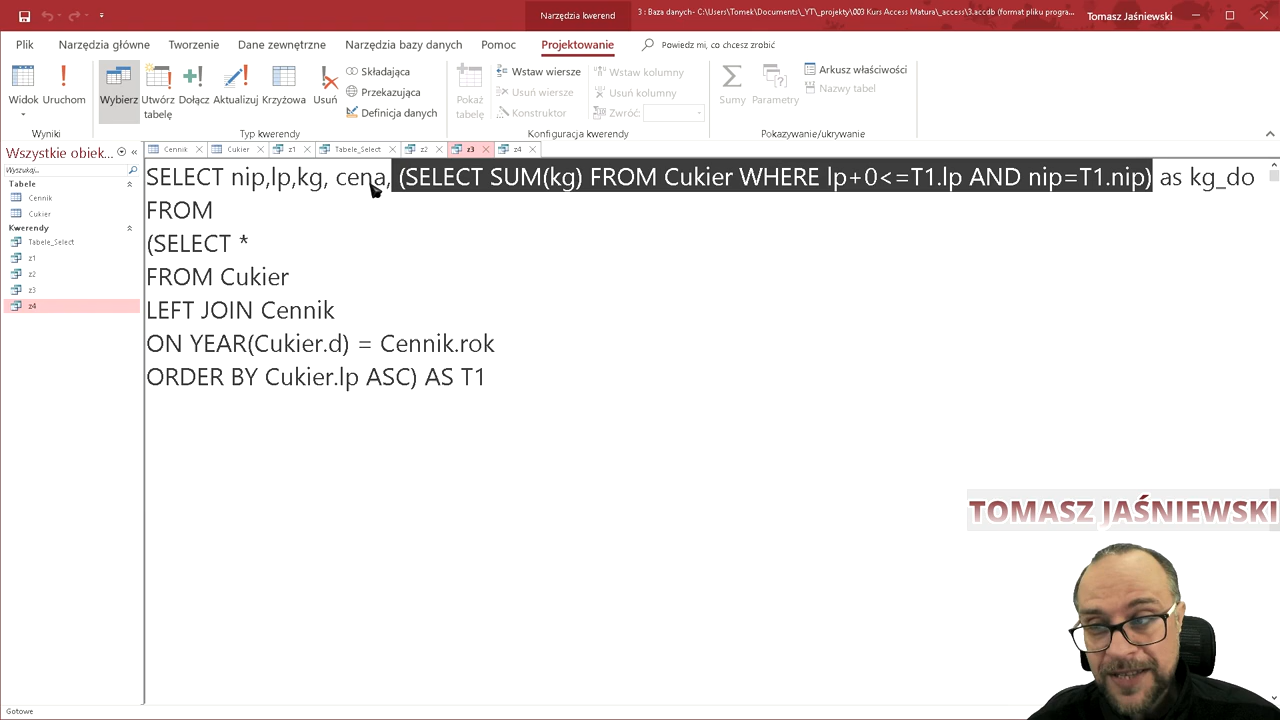 Narzędzia kwerend
3 : Baza danych- C:\Users\Tomek\Documents\_YT\_projekty\003 Kurs Access Matura\_access\3.accdb (format pliku progra...
Tomasz Jaśniewski
Plik
Narzędzia główne
Tworzenie
Dane zewnętrzne
Narzędzia bazy danych
Pomoc
Projektowanie
Powiedz mi, co chcesz zrobić
Widok
Uruchom
Wybierz
Utwórz
tabelę
Dołącz
Aktualizuj
Krzyżowa
Usuń
Składająca
Przekazująca
Definicja danych
Pokaż
tabelę
Wstaw wiersze
Usuń wiersze
Konstruktor
Wstaw kolumny
Usuń kolumny
Zwróć:
Sumy
Parametry
Arkusz właściwości
Nazwy tabel
Wyniki
Typ kwerendy
Konfiguracja kwerendy
Pokazywanie/ukrywanie
Wszystkie obiek...
Wyszukaj...
Tabele
Cennik
Cukier
Kwerendy
Tabele_Select
z1
z2
z3
z4
Cennik
Cukier
z1
Tabele_Select
z2
z3
z4
SELECT nip,lp,kg, cena, (SELECT SUM(kg) FROM Cukier WHERE lp+0<=T1.lp AND nip=T1.nip) as kg_do
FROM
(SELECT *
FROM Cukier
LEFT JOIN Cennik
ON YEAR(Cukier.d) = Cennik.rok
ORDER BY Cukier.lp ASC) AS T1
TOMASZ JAŚNIEWSKI
Gotowe